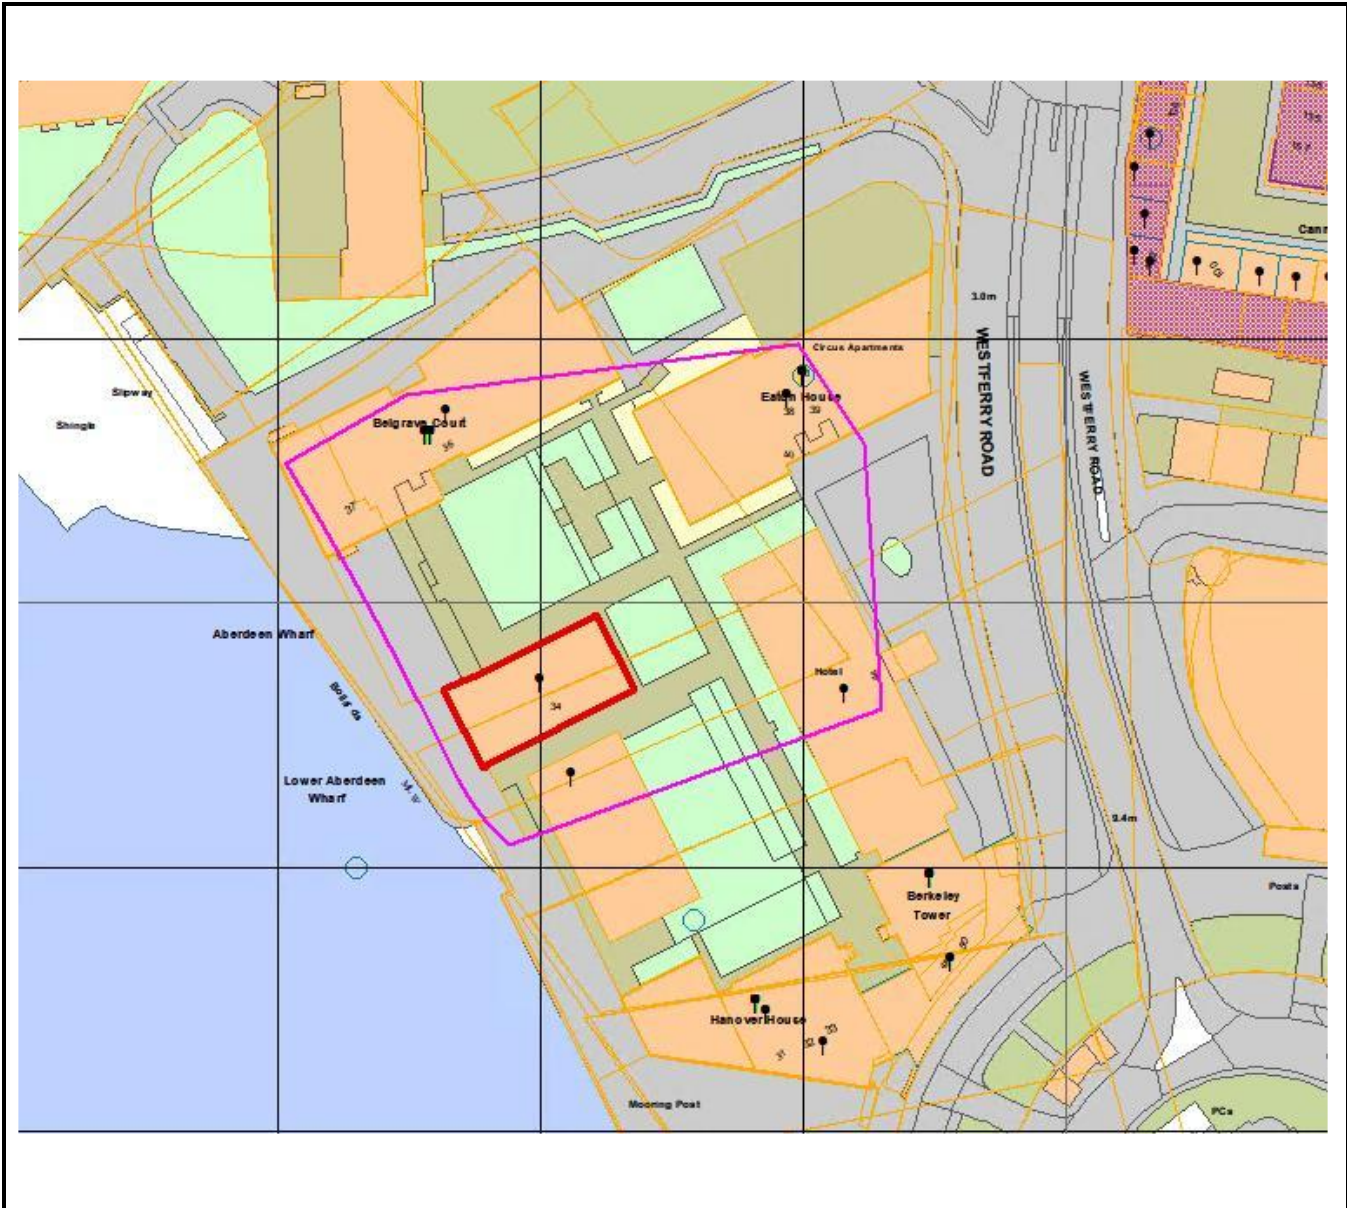 Cann
3.0m
Circus Apartments
Slipway
Eaton House
38
39
Shingle
Belgrave Court
WESTFERRY ROAD
WESTFERRY ROAD
36
40
37
Aberdeen Wharf
Hotel
34
Lower Aberdeen
Wharf
9.4m
Posts
Berkeley
Tower
Hanover House
31
32
33
Mooring Post
PCs